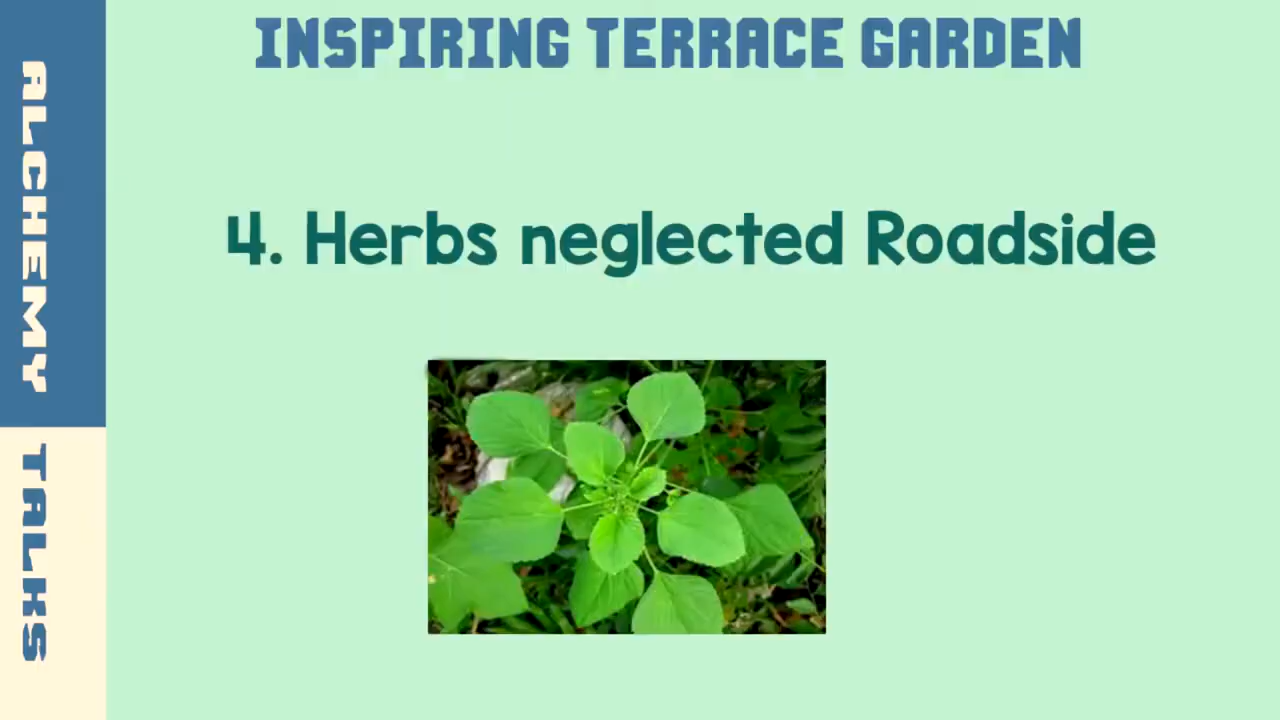 INSPIRING TERRACE GARDEN
4. Herbs neglected Roadside
ALCHEMY TALKS